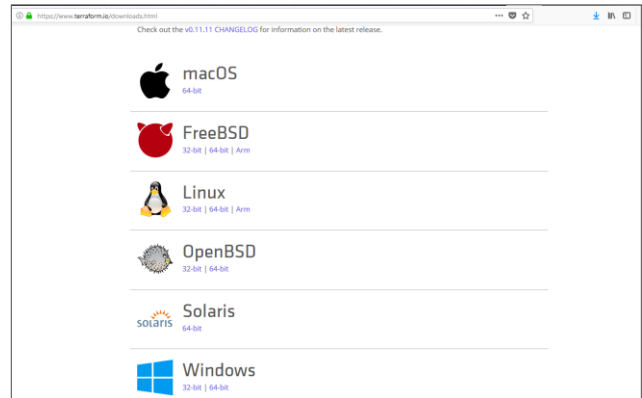 https://www.terraform.io/downloads.html
Check out the v0.11.11 CHANGELOG for information on the latest release.
macOS
64-bit
FreeBSD
32-bit | 64-bit | Arm
Linux
32-bit | 64-bit | Arm
OpenBSD
32-bit | 64-bit
solaris
Solaris
64-bit
Windows
32-bit | 64-bit